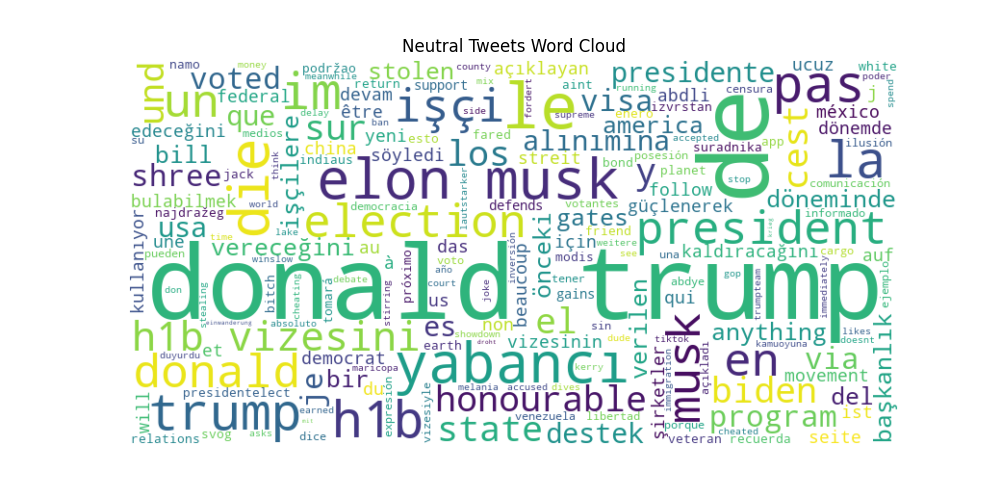 Neutral Tweets Word Cloud
namo money podržao stolen county açıklayan ucuz white
meanwhile return support mix aint censura poder
voted und un im federal devam presidente abdli j
que être işçi le visa fordert running spend izvrstan
pas enero méxico
edeceğini su medios sur yeni esto side fared supreme america accepted suradnika app dönemde ilusión
delay ban alınımına de cest la
bill indiaus china söyledi los streit bond posesión
shree jack think die işçilere elon musk y planet stop comunicación
bulabilmek world democracia lautstarker defends gates follow votantes güçlenerek döneminde
najdražeg lake election friend president informado
usa une vereceğini au das önceki için kaldıracağını auf
kullanıyor pueden time debate à próximo voto beaucoup modis weitere see una cargo
winslow año inversión tener abdye gop ejemplo
don donald trump krieg
stealing bitch cheating tomará stirring us court joke gains qui trumpteam immediately
einwanderung absoluto sin dude tiktok likes
h1b vizesini es non el verilen anything doesnt
duyurdu et earth showdown vizesinin kamuoyuna
donald democrat droht kerry musk en via
maricopa yabancı açıkladı movement
presidentelect je bir du melania accused dives immigration biden del
will earned expresión vizesiyle honourable şirketler başkanlık
trump h1b venezuela libertad program ist
relations svog asks dice elit state destek porque veteran cheated recuerda seite